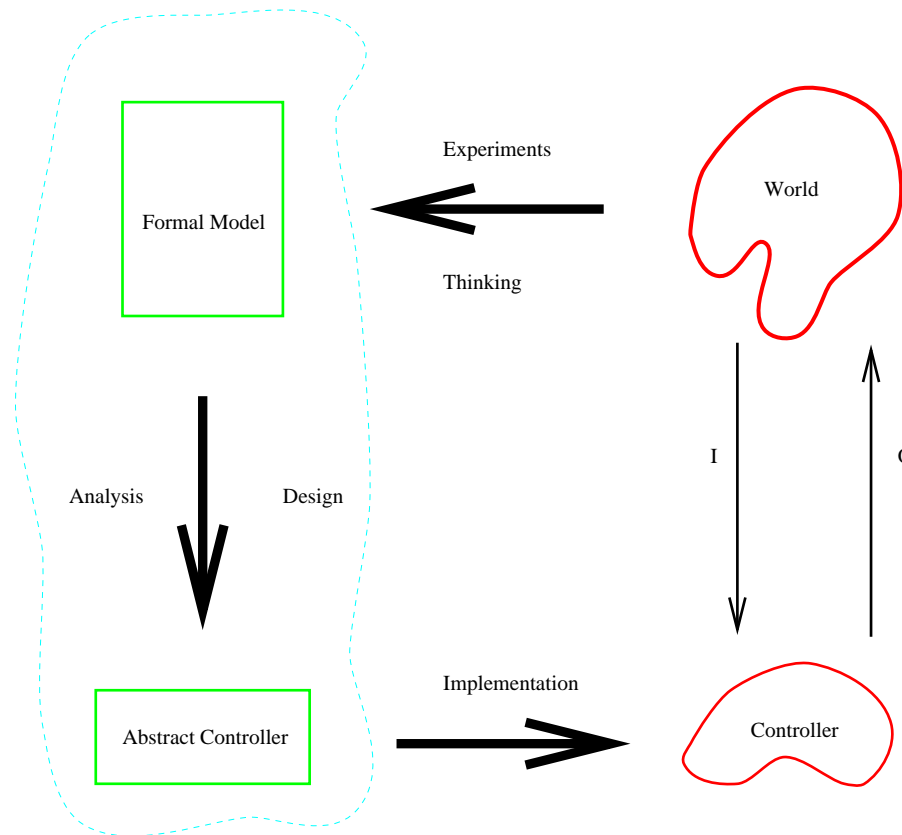 Experiments
World
Formal Model
Thinking
I
Analysis
Design
Implementation
Abstract Controller
Controller